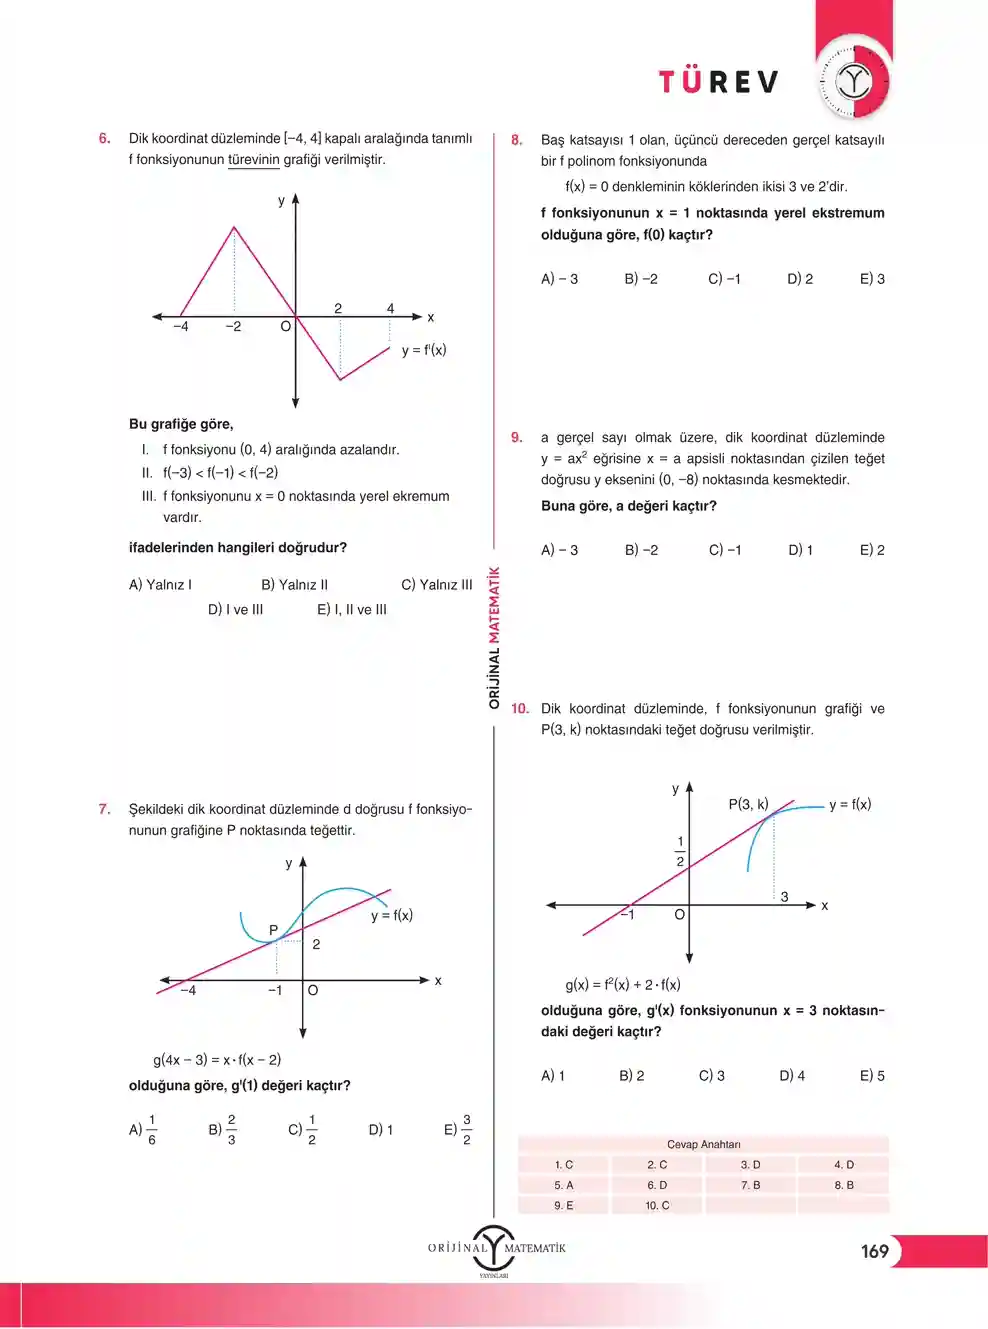 TÜREV
6. Dik koordinat düzleminde [–4, 4] kapalı aralağında tanımlı
f fonksiyonunun türevinin grafiği verilmiştir.
y
2 4
x
–4 –2 O
y = f'(x)
Bu grafiğe göre,
I. f fonksiyonu (0, 4) aralığında azalandır.
II. f(–3) < f(–1) < f(–2)
III. f fonksiyonunu x = 0 noktasında yerel ekremum
vardır.
ifadelerinden hangileri doğrudur?
A) Yalnız I B) Yalnız II C) Yalnız III
D) I ve III E) I, II ve III
7. Şekildeki dik koordinat düzleminde d doğrusu f fonksiyo-
nunun grafiğine P noktasında teğettir.
y
y = f(x)
P
2
x
–4 –1 O
g(4x – 3) = x·f(x – 2)
olduğuna göre, g'(1) değeri kaçtır?
A) 1/6 B) 2/3 C) 1/2 D) 1 E) 3/2
ORİJİNAL MATEMATİK
8. Baş katsayısı 1 olan, üçüncü dereceden gerçel katsayılı
bir f polinom fonksiyonunda
f(x) = 0 denkleminin köklerinden ikisi 3 ve 2'dir.
f fonksiyonunun x = 1 noktasında yerel ekstremum
olduğuna göre, f(0) kaçtır?
A) – 3 B) –2 C) –1 D) 2 E) 3
9. a gerçel sayı olmak üzere, dik koordinat düzleminde
y = ax² eğrisine x = a apsisli noktasından çizilen teğet
doğrusu y eksenini (0, –8) noktasında kesmektedir.
Buna göre, a değeri kaçtır?
A) – 3 B) –2 C) –1 D) 1 E) 2
10. Dik koordinat düzleminde, f fonksiyonunun grafiği ve
P(3, k) noktasındaki teğet doğrusu verilmiştir.
y
P(3, k) y = f(x)
1/2
3
x
–1 O
g(x) = f²(x) + 2·f(x)
olduğuna göre, g'(x) fonksiyonunun x = 3 noktasın-
daki değeri kaçtır?
A) 1 B) 2 C) 3 D) 4 E) 5
Cevap Anahtarı
1. C 2. C 3. D 4. D
5. A 6. D 7. B 8. B
9. E 10. C
ORİJİNAL MATEMATİK
YAYINLARI
169